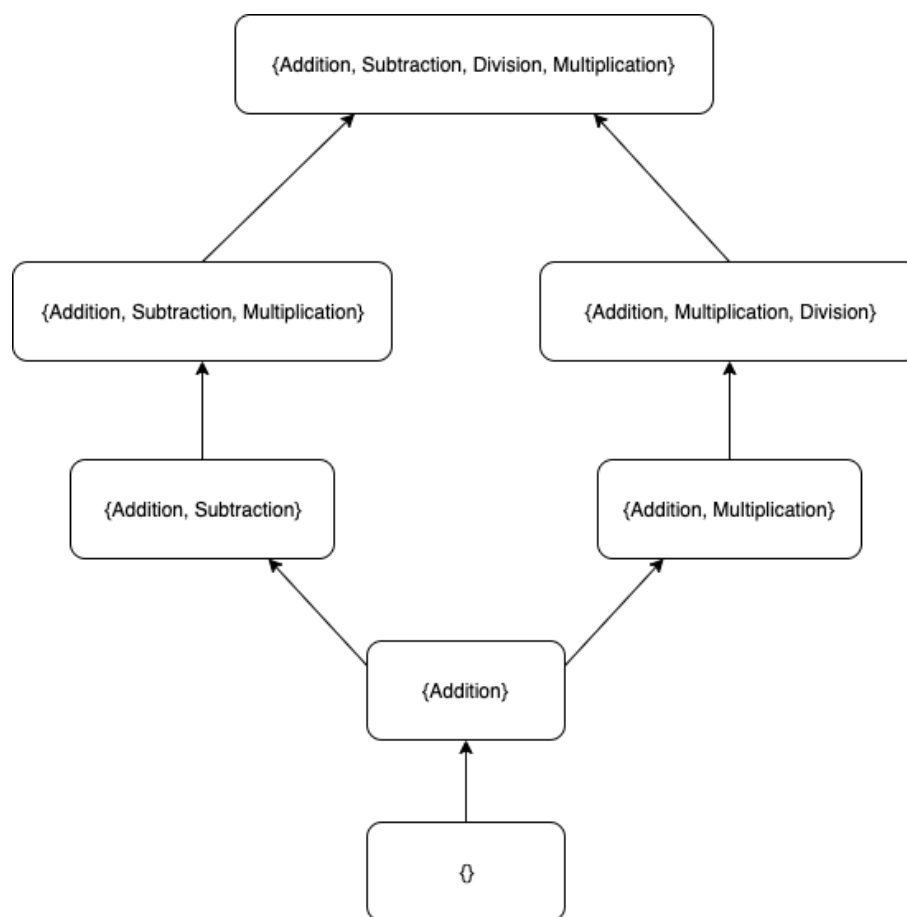 {Addition, Subtraction, Division, Multiplication}
{Addition, Subtraction, Multiplication}
{Addition, Multiplication, Division}
{Addition, Subtraction}
{Addition, Multiplication}
{Addition}
{}